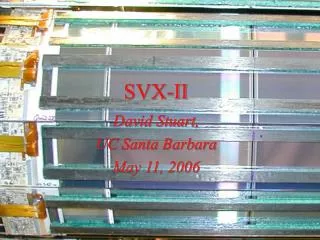 SVX-II
David Stuart,
UC Santa Barbara
May 11, 2006